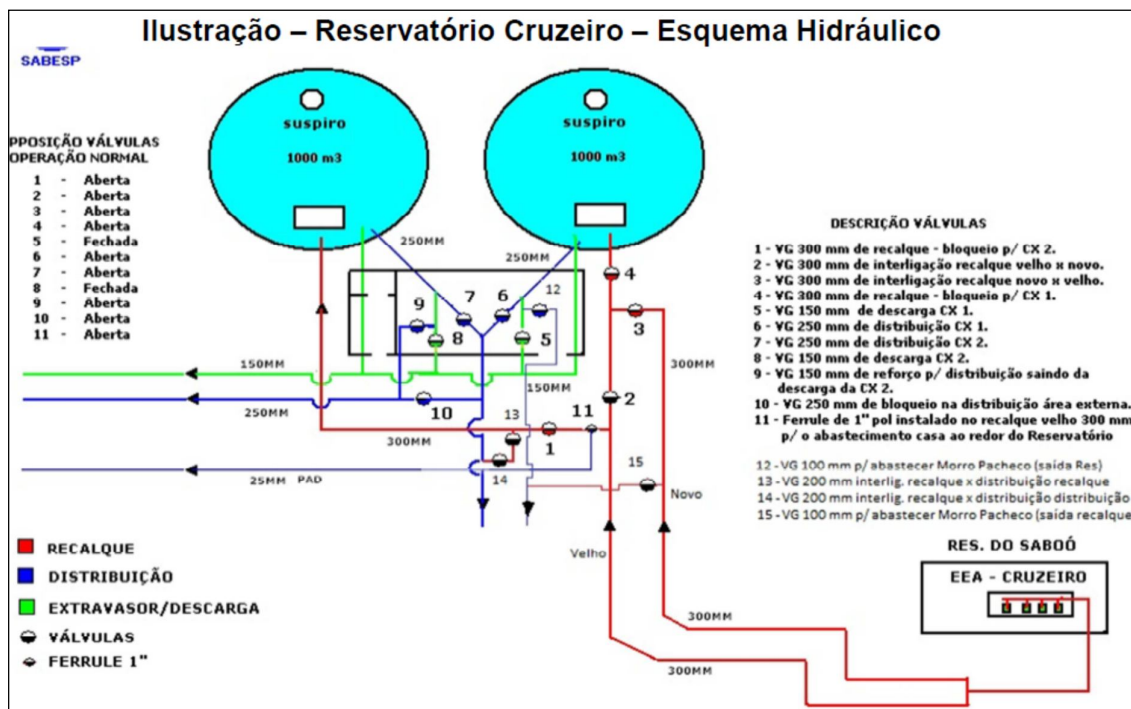 Ilustração – Reservatório Cruzeiro – Esquema Hidráulico
SABESP
suspiro
1000 m3
suspiro
1000 m3
PPOSIÇÃO VÁLVULAS
OPERAÇÃO NORMAL
1 - Aberta
2 - Aberta
3 - Aberta
4 - Aberta
5 - Fechada
6 - Aberta
7 - Aberta
8 - Fechada
9 - Aberta
10 - Aberta
11 - Aberta
DESCRIÇÃO VÁLVULAS
1 - VG 300 mm de recalque - bloqueio p/ CX 2.
2 - VG 300 mm de interligação recalque velho x novo.
3 - VG 300 mm de interligação recalque novo x velho.
4 - VG 300 mm de recalque - bloqueio p/ CX 1.
5 - VG 150 mm de descarga CX 1.
6 - VG 250 mm de distribuição CX 1.
7 - VG 250 mm de distribuição CX 2.
8 - VG 150 mm de descarga CX 2.
9 - VG 150 mm de reforço p/ distribuição saindo da
descarga da CX 2.
10 - VG 250 mm de bloqueio na distribuição área externa.
11 - Ferrule de 1" pol instalado no recalque velho 300 mm
p/ o abastecimento casa ao redor do Reservatório
12 - VG 100 mm p/ abastecer Morro Pacheco (saída Res)
13 - VG 200 mm interlig. recalque x distribuição recalque
14 - VG 200 mm interlig. recalque x distribuição distribuição
15 - VG 100 mm p/ abastecer Morro Pacheco (saída recalque
250MM
250MM
4
12
9
7
6
3
8
5
150MM
150MM
300MM
2
250MM
10
13
11
300MM
1
15
25MM PAD
14
Novo
Velho
RES. DO SABOÓ
EEA - CRUZEIRO
300MM
300MM
RECALQUE
DISTRIBUIÇÃO
EXTRAVASOR/DESCARGA
VÁLVULAS
FERRULE 1"